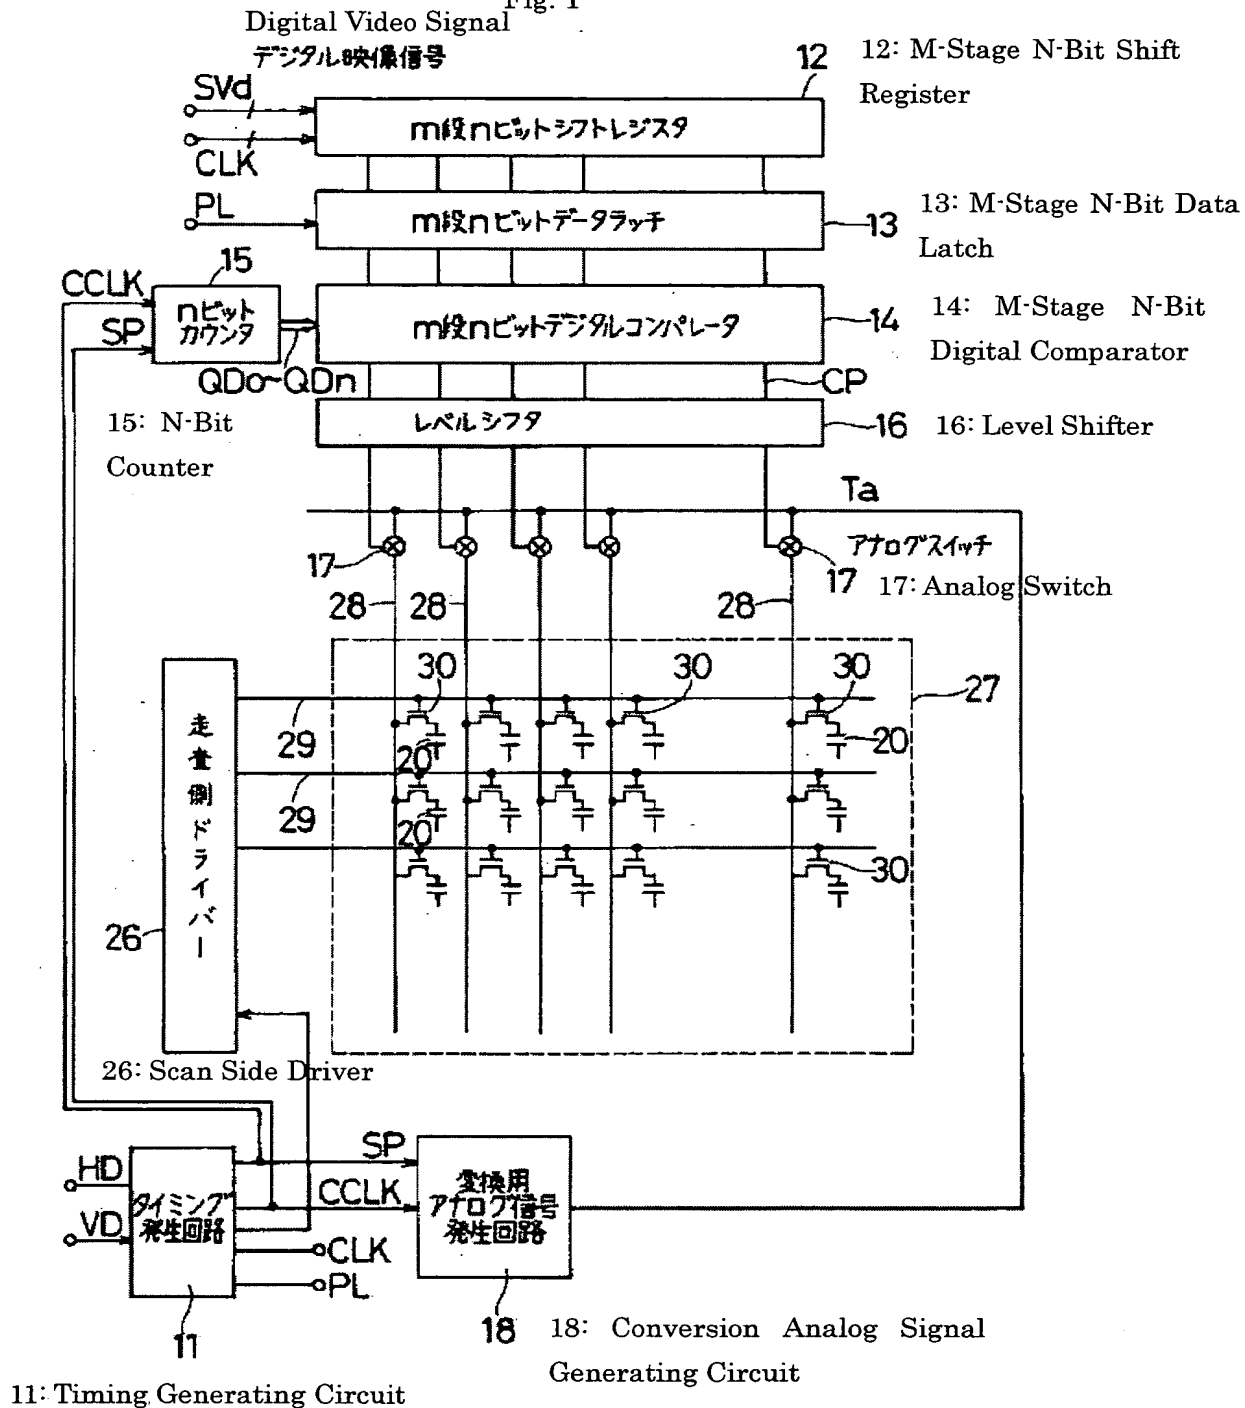 Fig. 1
Digital Video Signal
デジタル映像信号
SVd
CLK
12
12: M-Stage N-Bit Shift
Register
m段nビットシフトレジスタ
PL
m段nビットデータラッチ
13
13: M-Stage N-Bit Data
Latch
CCLK
SP
15
nビット
カウンタ
QDo~QDn
m段nビットデジタルコンパレータ
14
14: M-Stage N-Bit
Digital Comparator
CP
15: N-Bit
Counter
レベルシフタ
16
16: Level Shifter
Ta
17
アナログスイッチ
17
17: Analog Switch
28
28
28
30
30
30
27
29
20
20
29
20
30
走査側ドライバー
26
26: Scan Side Driver
HD
VD
タイミング
発生回路
SP
CCLK
CLK
PL
変換用
アナログ信号
発生回路
11
18
18: Conversion Analog Signal
Generating Circuit
11: Timing Generating Circuit